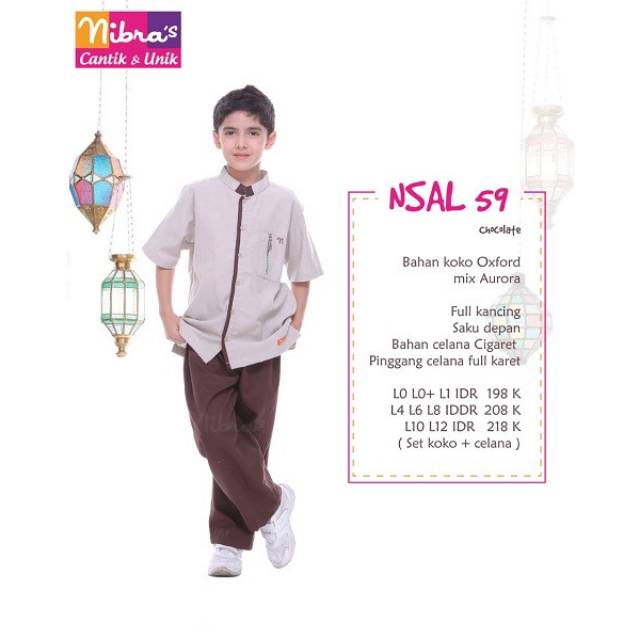 nibra's
Cantik & Unik
NSAL 59
Chocolate
Bahan koko Oxford
mix Aurora
Full kancing
Saku depan
Bahan celana Cigaret
Pinggang celana full karet
L0 L0+ L1 IDR 198 K
L4 L6 L8 IDDR 208 K
L10 L12 IDR 218 K
( Set koko + celana )
nibra's